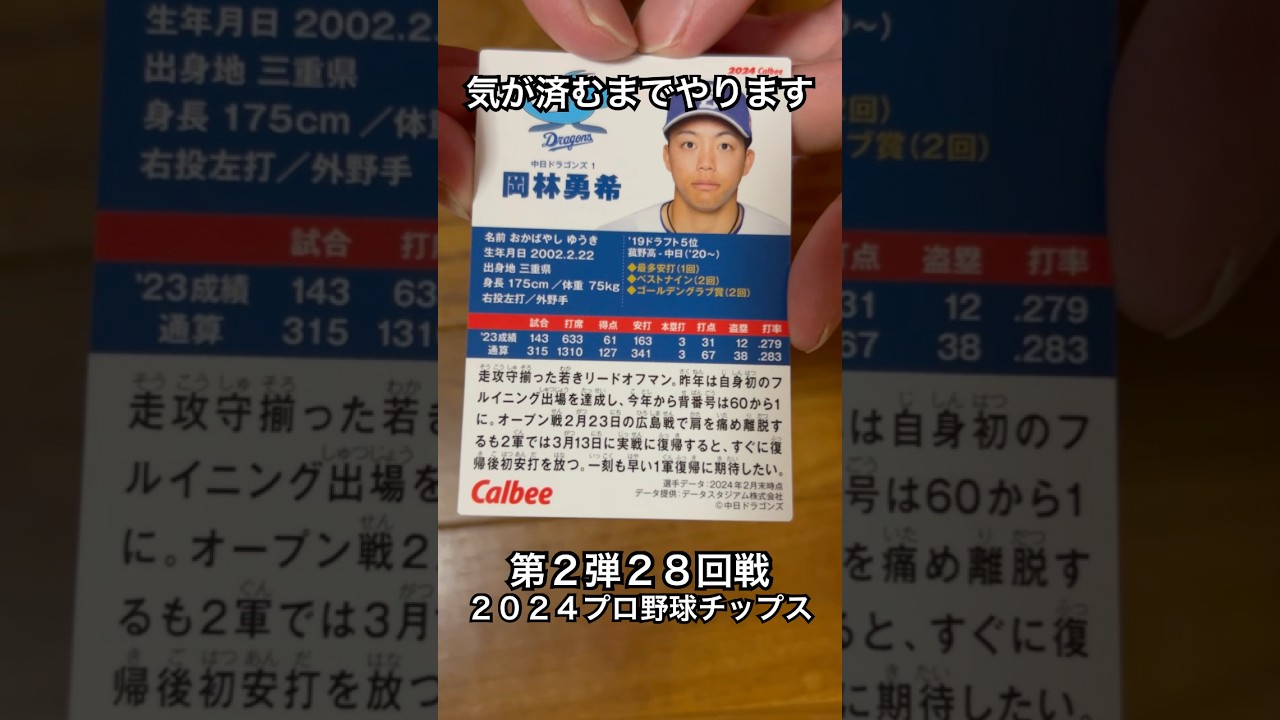 2024 Calbee
気が済むまでやります
Dragons
中日ドラゴンズ 1
岡林勇希
名前 おかばやし ゆうき
生年月日 2002.2.22
出身地 三重県
身長 175cm／体重 75kg
右投左打／外野手
'19ドラフト5位
菰野高 - 中日('20〜)
◆最多安打(1回)
◆ベストナイン(2回)
◆ゴールデングラブ賞(2回)
試合 打席 得点 安打 本塁打 打点 盗塁 打率
'23成績 143 633 61 163 3 31 12 .279
通算 315 1310 127 341 3 67 38 .283
走攻守揃った若きリードオフマン。昨年は自身初のフ
ルイニング出場を達成し、今年から背番号は60から1
に。オープン戦2月23日の広島戦で肩を痛め離脱す
るも2軍では3月13日に実戦に復帰すると、すぐに復
帰後初安打を放つ。一刻も早い1軍復帰に期待したい。
Calbee
選手データ：2024年2月末時点
データ提供：データスタジアム株式会社
©中日ドラゴンズ
第２弾２８回戦
２０２４プロ野球チップス